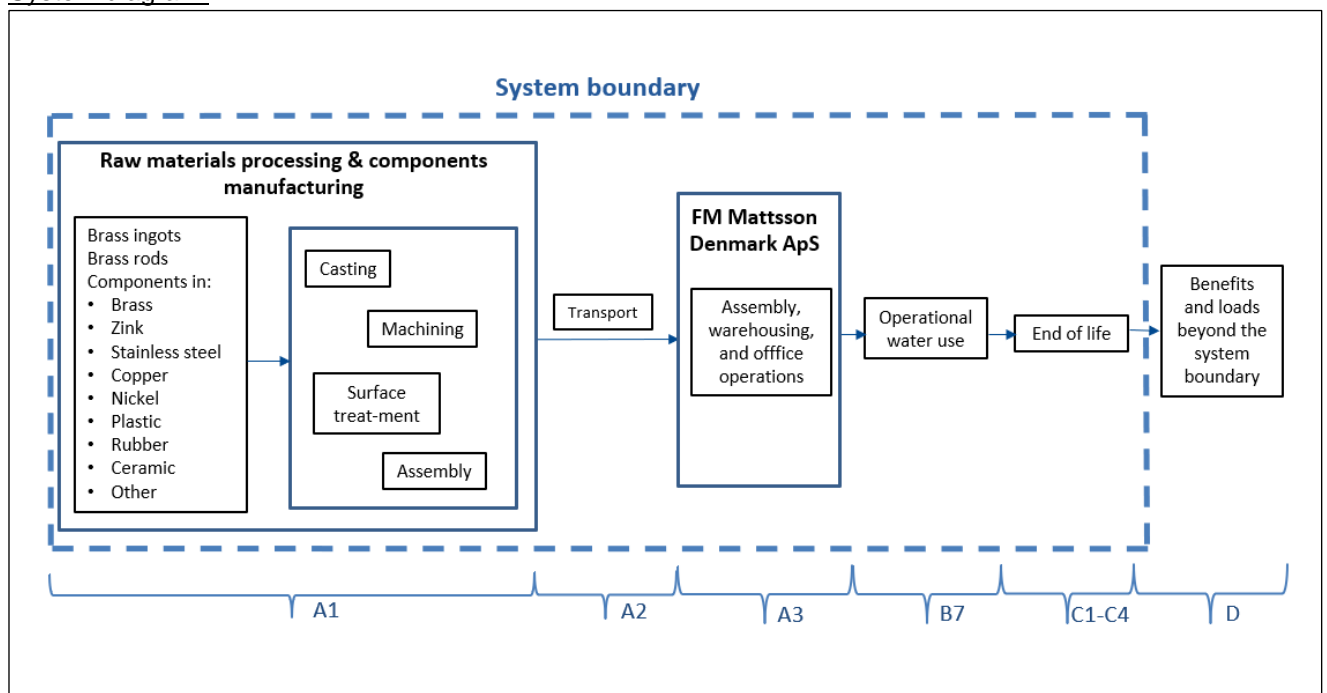 System boundary
Raw materials processing & components
manufacturing
Brass ingots
Brass rods
Components in:
• Brass
• Zink
• Stainless steel
• Copper
• Nickel
• Plastic
• Rubber
• Ceramic
• Other
Casting
Machining
Surface
treat-ment
Assembly
Transport
FM Mattsson
Denmark ApS
Assembly,
warehousing,
and offfice
operations
Operational
water use
End of life
Benefits
and loads
beyond the
system
boundary
A1
A2
A3
B7
C1-C4
D